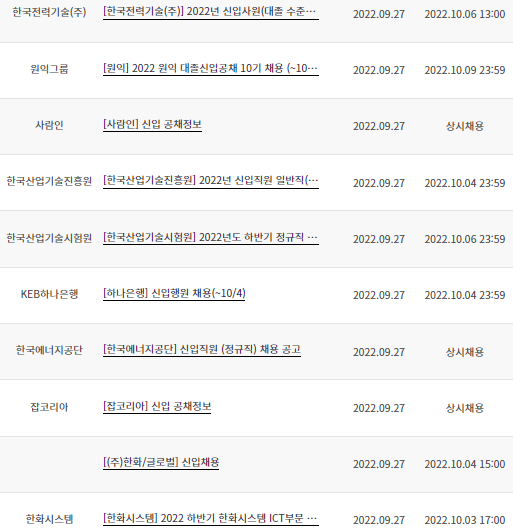 한국전력기술(주) [한국전력기술(주)] 2022년 신입사원(대졸 수준… 2022.09.27 2022.10.06 13:00
원익그룹 [원익] 2022 원익 대졸신입공채 10기 채용 (~10… 2022.09.27 2022.10.09 23:59
사람인 [사람인] 신입 공채정보 2022.09.27 상시채용
한국산업기술진흥원 [한국산업기술진흥원] 2022년 신입직원 일반직(… 2022.09.27 2022.10.04 23:59
한국산업기술시험원 [한국산업기술시험원] 2022년도 하반기 정규직 … 2022.09.27 2022.10.06 23:59
KEB하나은행 [하나은행] 신입행원 채용(~10/4) 2022.09.27 2022.10.04 23:59
한국에너지공단 [한국에너지공단] 신입직원 (정규직) 채용 공고 2022.09.27 상시채용
잡코리아 [잡코리아] 신입 공채정보 2022.09.27 상시채용
[(주)한화/글로벌] 신입채용 2022.09.27 2022.10.04 15:00
한화시스템 [한화시스템] 2022 하반기 한화시스템 ICT부문 … 2022.09.27 2022.10.03 17:00